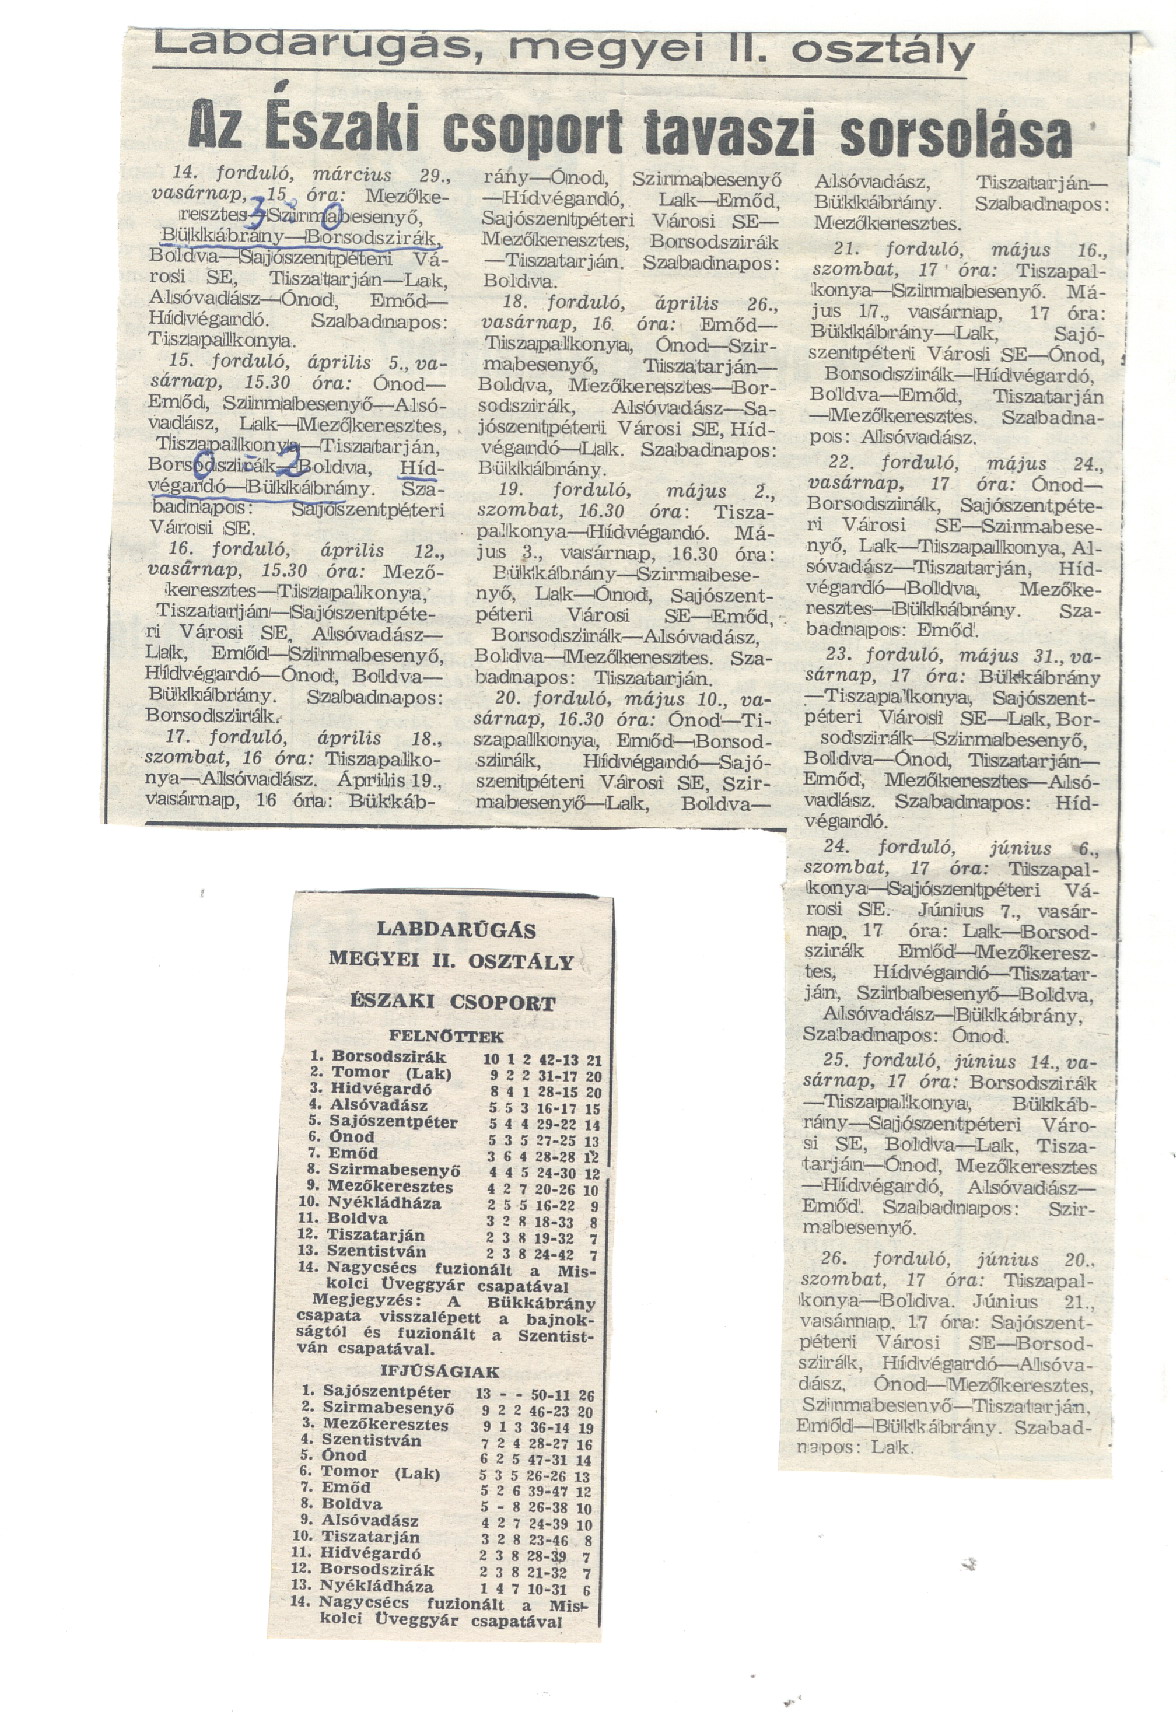 Labdarúgás, megyei II. osztály
Az Északi csoport tavaszi sorsolása
14. forduló, március 29.,
vasárnap, 15 óra: Mezőke-
resztes—Szirmabesenyő,
3 : 0
Bükkábrány—Borsodszirák,
Boldva—Sajószentpéteri Vá-
rosi SE, Tiszatarján—Lak,
Alsóvadász—Ónod, Emőd—
Hídvégardó. Szabadnapos:
Tiszapalkonya.
15. forduló, április 5., va-
sárnap, 15.30 óra: Ónod—
Emőd, Szirmabesenyő—Alsó-
vadász, Lak—Mezőkeresztes,
Tiszapalkonya—Tiszatarján,
Borsodszirák—Boldva, Híd-
0 - 2
végardó—Bükkábrány. Sza-
badnapos: Sajószentpéteri
Városi SE.
16. forduló, április 12.,
vasárnap, 15.30 óra: Mező-
keresztes—Tiszapalkonya,
Tiszatarján—Sajószentpéte-
ri Városi SE, Alsóvadász—
Lak, Emőd—Szirmabesenyő,
Hídvégardó—Ónod, Boldva—
Bükkábrány. Szabadnapos:
Borsodszirák.
17. forduló, április 18.,
szombat, 16 óra: Tiszapalko-
nya—Alsóvadász. Április 19.,
vasárnap, 16 óra: Bükkáb-
rány—Ónod, Szirmabesenyő
—Hídvégardó, Lak—Emőd,
Sajószentpéteri Városi SE—
Mezőkeresztes, Borsodszirák
—Tiszatarján. Szabadnapos:
Boldva.
18. forduló, április 26.,
vasárnap, 16 óra: Emőd—
Tiszapalkonya, Ónod—Szir-
mabesenyő, Tiszatarján—
Boldva, Mezőkeresztes—Bor-
sodszirák, Alsóvadász—Sa-
jószentpéteri Városi SE, Híd-
végardó—Lak. Szabadnapos:
Bükkábrány.
19. forduló, május 2.,
szombat, 16.30 óra: Tisza-
palkonya—Hídvégardó. Má-
jus 3., vasárnap, 16.30 óra:
Bükkábrány—Szirmabese-
nyő, Lak—Ónod, Sajószent-
péteri Városi SE—Emőd,
Borsodszirák—Alsóvadász,
Boldva—Mezőkeresztes. Sza-
badnapos: Tiszatarján.
20. forduló, május 10., va-
sárnap, 16.30 óra: Ónod—Ti-
szapalkonya, Emőd—Borsod-
szirák, Hídvégardó—Sajó-
szentpéteri Városi SE, Szir-
mabesenyő—Lak, Boldva—
Alsóvadász, Tiszatarján—
Bükkábrány. Szabadnapos:
Mezőkeresztes.
21. forduló, május 16.,
szombat, 17 óra: Tiszapal-
konya—Szirmabesenyő. Má-
jus 17., vasárnap, 17 óra:
Bükkábrány—Lak, Sajó-
szentpéteri Városi SE—Ónod,
Borsodszirák—Hídvégardó,
Boldva—Emőd, Tiszatarján
—Mezőkeresztes. Szabadna-
pos: Alsóvadász.
22. forduló, május 24.,
vasárnap, 17 óra: Ónod—
Borsodszirák, Sajószentpéte-
ri Városi SE—Szirmabese-
nyő, Lak—Tiszapalkonya, Al-
sóvadász—Tiszatarján, Híd-
végardó—Boldva, Mezőke-
resztes—Bükkábrány. Sza-
badnapos: Emőd.
23. forduló, május 31., va-
sárnap, 17 óra: Bükkábrány
—Tiszapalkonya, Sajószent-
péteri Városi SE—Lak, Bor-
sodszirák—Szirmabesenyő,
Boldva—Ónod, Tiszatarján—
Emőd, Mezőkeresztes—Alsó-
vadász. Szabadnapos: Híd-
végardó.
24. forduló, június 6.,
szombat, 17 óra: Tiszapal-
konya—Sajószentpéteri Vá-
rosi SE. Június 7., vasár-
nap, 17 óra: Lak—Borsod-
szirák Emőd—Mezőkeresz-
tes, Hídvégardó—Tiszatar-
ján, Szirbabesenyő—Boldva,
Alsóvadász—Bükkábrány,
Szabadnapos: Ónod.
25. forduló, június 14., va-
sárnap, 17 óra: Borsodszirák
—Tiszapalkonya, Bükkáb-
rány—Sajószentpéteri Váro-
si SE, Boldva—Lak, Tisza-
tarján—Ónod, Mezőkeresztes
—Hídvégardó, Alsóvadász—
Emőd. Szabadnapos: Szir-
mabesenyő.
26. forduló, június 20.,
szombat, 17 óra: Tiszapal-
konya—Boldva. Június 21.,
vasárnap, 17 óra: Sajószent-
péteri Városi SE—Borsod-
szirák, Hídvégardó—Alsóva-
dász, Ónod—Mezőkeresztes,
Szirmabesenyő—Tiszatarján,
Emőd—Bükkábrány. Szabad-
napos: Lak.
LABDARÚGÁS
MEGYEI II. OSZTÁLY
ÉSZAKI CSOPORT
FELNŐTTEK
1. Borsodszirák 10 1 2 42-13 21
2. Tomor (Lak) 9 2 2 31-17 20
3. Hidvégardó 8 4 1 28-15 20
4. Alsóvadász 5 5 3 16-17 15
5. Sajószentpéter 5 4 4 29-22 14
6. Ónod 5 3 5 27-25 13
7. Emőd 3 6 4 28-28 12
8. Szirmabesenyő 4 4 5 24-30 12
9. Mezőkeresztes 4 2 7 20-26 10
10. Nyékládháza 2 5 5 16-22 9
11. Boldva 3 2 8 18-33 8
12. Tiszatarján 2 3 8 19-32 7
13. Szentistván 2 3 8 24-42 7
14. Nagycsécs fuzionált a Mis-
kolci Üveggyár csapatával
Megjegyzés: A Bükkábrány
csapata visszalépett a bajnok-
ságtól és fuzionált a Szentist-
ván csapatával.
IFJÚSÁGIAK
1. Sajószentpéter 13 - - 50-11 26
2. Szirmabesenyő 9 2 2 46-23 20
3. Mezőkeresztes 9 1 3 36-14 19
4. Szentistván 7 2 4 28-27 16
5. Ónod 6 2 5 47-31 14
6. Tomor (Lak) 5 3 5 26-26 13
7. Emőd 5 2 6 39-47 12
8. Boldva 5 - 8 26-38 10
9. Alsóvadász 4 2 7 24-39 10
10. Tiszatarján 3 2 8 23-46 8
11. Hidvégardó 2 3 8 28-39 7
12. Borsodszirák 2 3 8 21-32 7
13. Nyékládháza 1 4 7 10-31 6
14. Nagycsécs fuzionált a Mis-
kolci Üveggyár csapatával